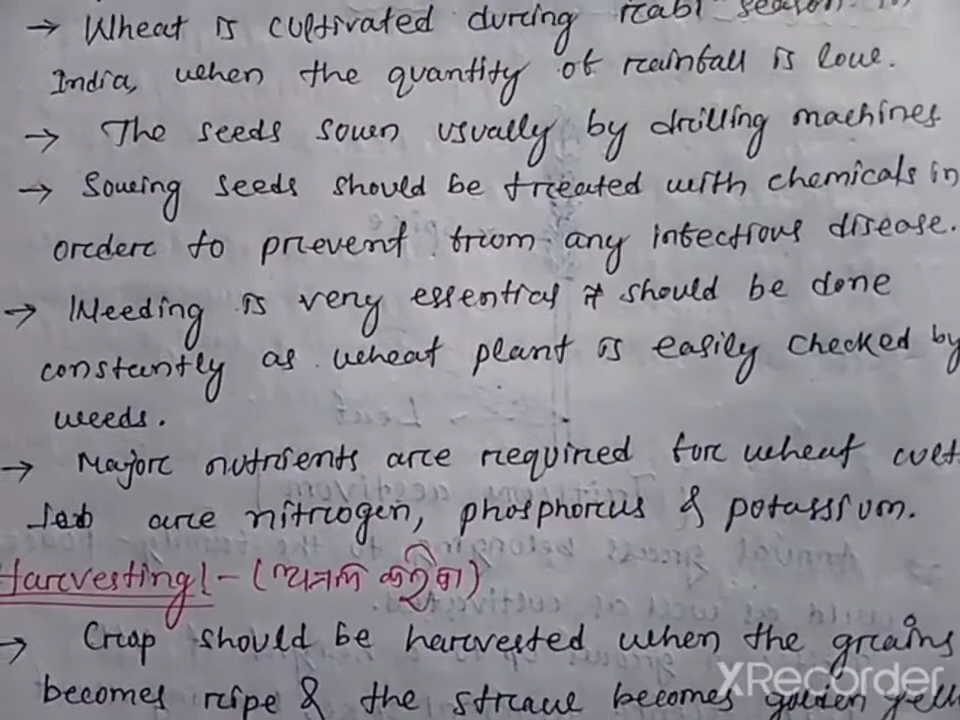 → Wheat is cultivated during rabi season in
India, when the quantity of rainfall is low.
→ The seeds sown usually by drilling machines
→ Sowing seeds should be treated with chemicals in
order to prevent from any infectious disease.
→ Weeding is very essential it should be done
constantly as wheat plant is easily checked by
weeds.
→ Major nutrients are required for wheat
are nitrogen, phosphorus & potassium.
Harvesting! - (
→ Crop should be harvested when the grains
becomes ripe & the straw becomes golden
XRecorder